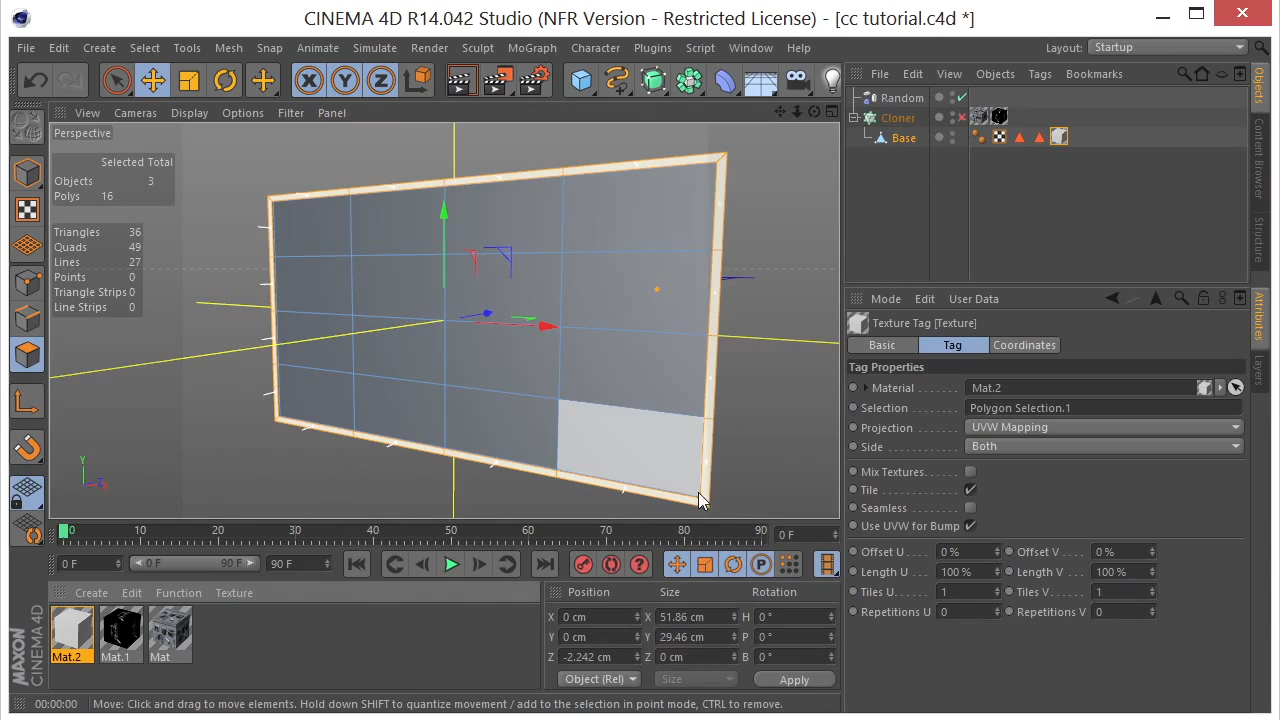 CINEMA 4D R14.042 Studio (NFR Version - Restricted License) - [cc tutorial.c4d *]
File Edit Create Select Tools Mesh Snap Animate Simulate Render Sculpt MoGraph Character Plugins Script Window Help
Layout: Startup
X Y Z
File Edit View Objects Tags Bookmarks
Random
Cloner
Base
Objects
Content Browser
Structure
View Cameras Display Options Filter Panel
Perspective
Selected Total
Objects 3
Polys 16
Triangles 36
Quads 49
Lines 27
Points 0
Triangle Strips 0
Line Strips 0
Y
Z
Mode Edit User Data
Texture Tag [Texture]
Basic Tag Coordinates
Tag Properties
Material Mat.2
Selection Polygon Selection.1
Projection UVW Mapping
Side Both
Mix Textures
Tile
Seamless
Use UVW for Bump
Offset U 0 % Offset V 0 %
Length U 100 % Length V 100 %
Tiles U 1 Tiles V 1
Repetitions U 0 Repetitions V 0
Attributes
Layers
0 10 20 30 40 50 60 70 80 90 0 F
0 F 0 F 90 F 90 F
P
Create Edit Function Texture
Mat.2 Mat.1 Mat
Position Size Rotation
X 0 cm X 51.86 cm H 0 °
Y 0 cm Y 29.46 cm P 0 °
Z -2.242 cm Z 0 cm B 0 °
Object (Rel) Size Apply
MAXON
CINEMA 4D
00:00:00 Move: Click and drag to move elements. Hold down SHIFT to quantize movement / add to the selection in point mode, CTRL to remove.